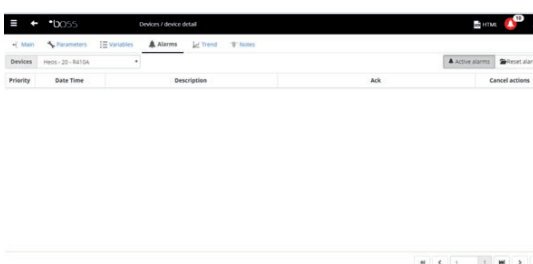 boss Devices / device detail HTML
Main Parameters Variables Alarms Trend Notes
Devices Heos - 20 - R410A Active alarms Reset alar
Priority Date Time Description Ack Cancel actions
1